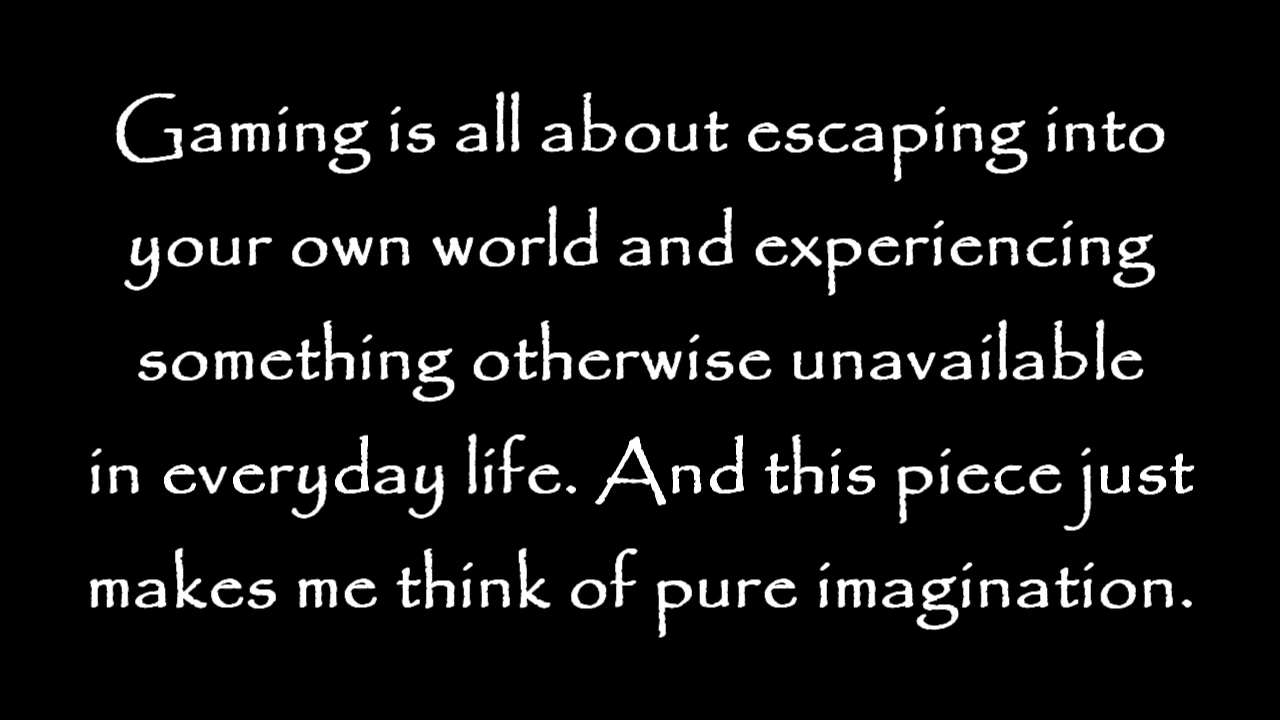 Gaming is all about escaping into
your own world and experiencing
something otherwise unavailable
in everyday life. And this piece just
makes me think of pure imagination.